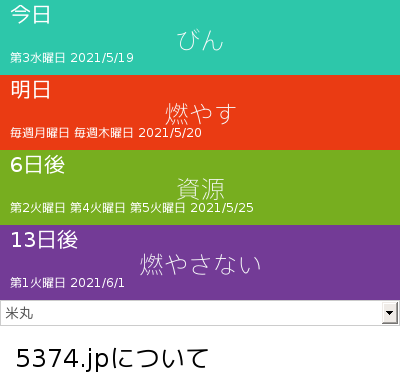 今日
びん
第3水曜日 2021/5/19
明日
燃やす
毎週月曜日 毎週木曜日 2021/5/20
6日後
資源
第2火曜日 第4火曜日 第5火曜日 2021/5/25
13日後
燃やさない
第1火曜日 2021/6/1
米丸
5374.jpについて